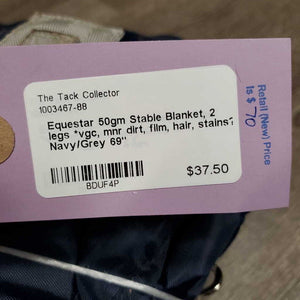 The Tack Collector
1003467-88
Equestar 50gm Stable Blanket, 2
legs *vgc, mnr dirt, film, hair, stains?
Navy/Grey 69"
BDUF4P
$37.50
Retail (New) Price
Is $ 70